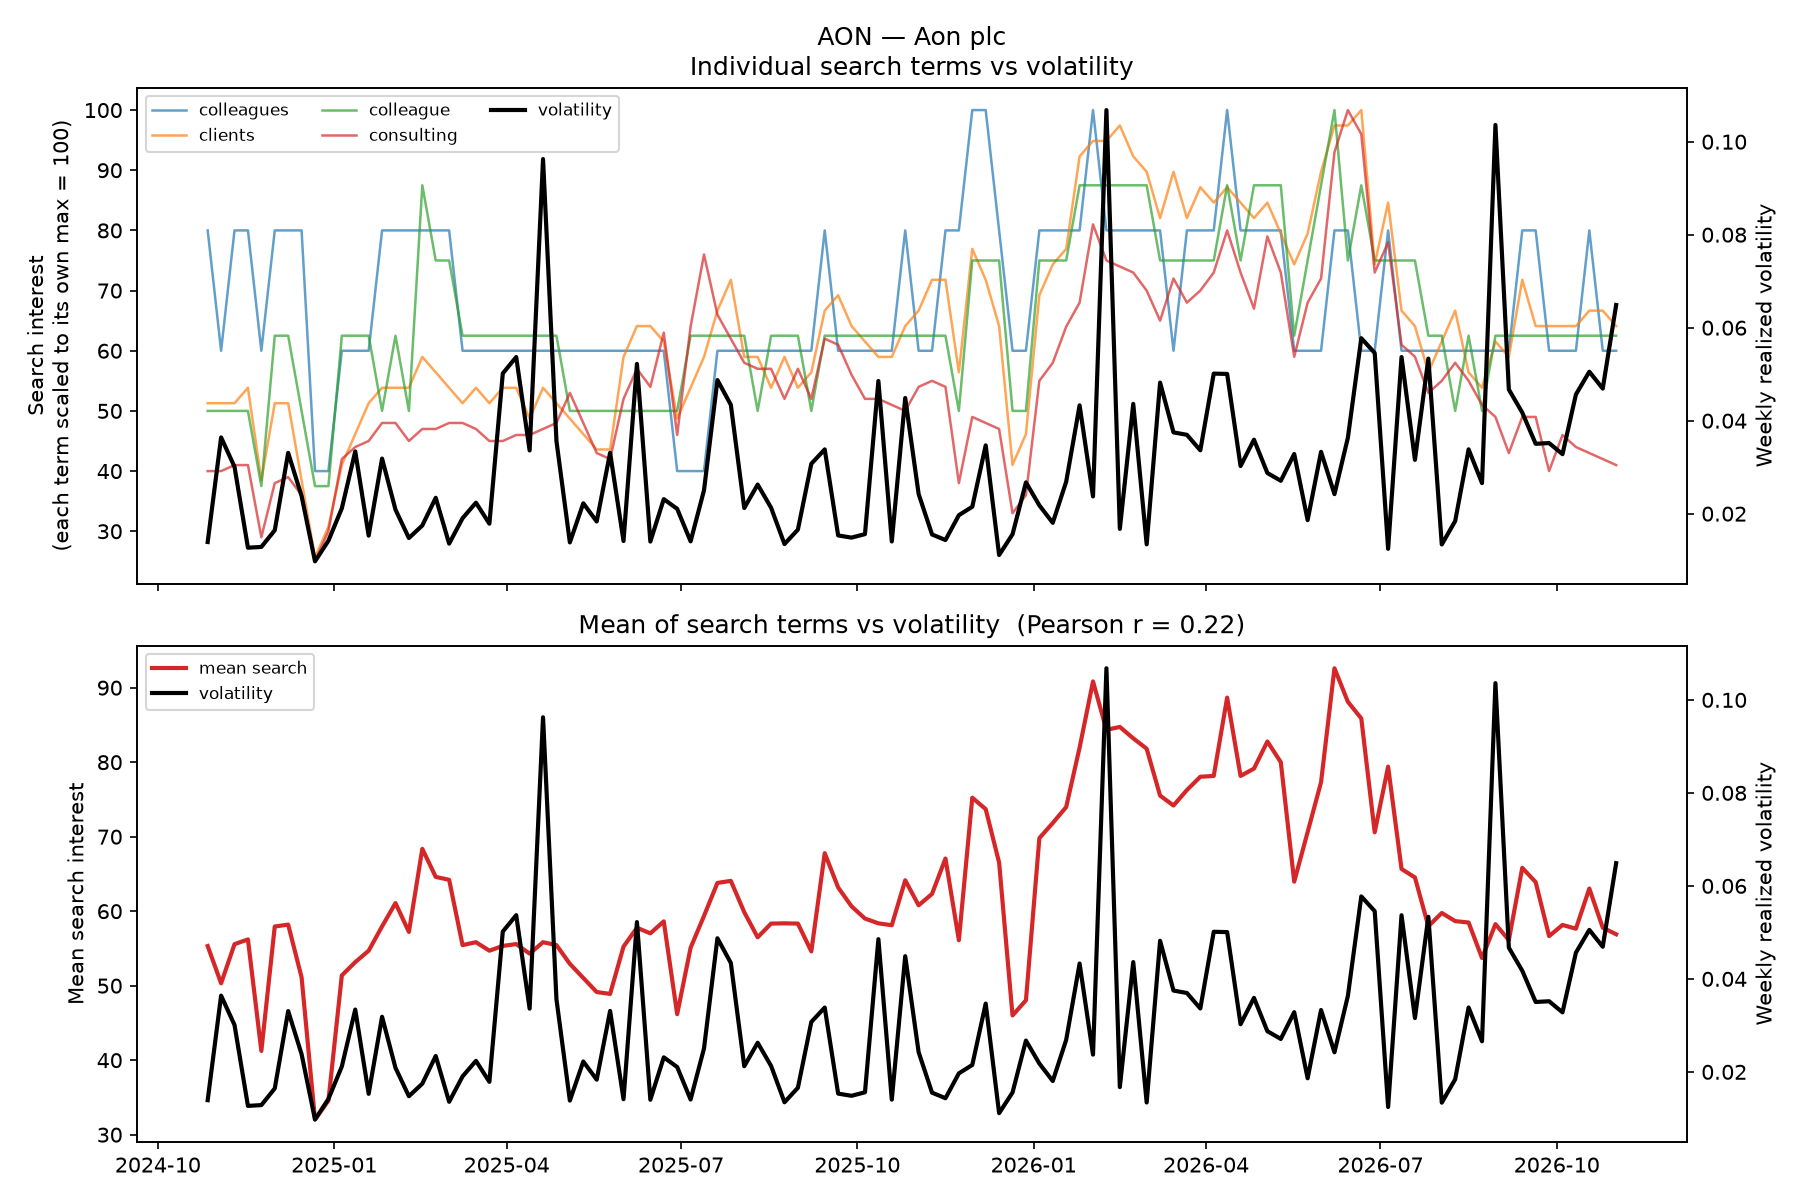 AON — Aon plc
Individual search terms vs volatility
colleagues
clients
colleague
consulting
volatility
Search interest
(each term scaled to its own max = 100)
100
90
80
70
60
50
40
30
Weekly realized volatility
0.10
0.08
0.06
0.04
0.02
Mean of search terms vs volatility (Pearson r = 0.22)
mean search
volatility
Mean search interest
90
80
70
60
50
40
30
Weekly realized volatility
0.10
0.08
0.06
0.04
0.02
2024-10
2025-01
2025-04
2025-07
2025-10
2026-01
2026-04
2026-07
2026-10